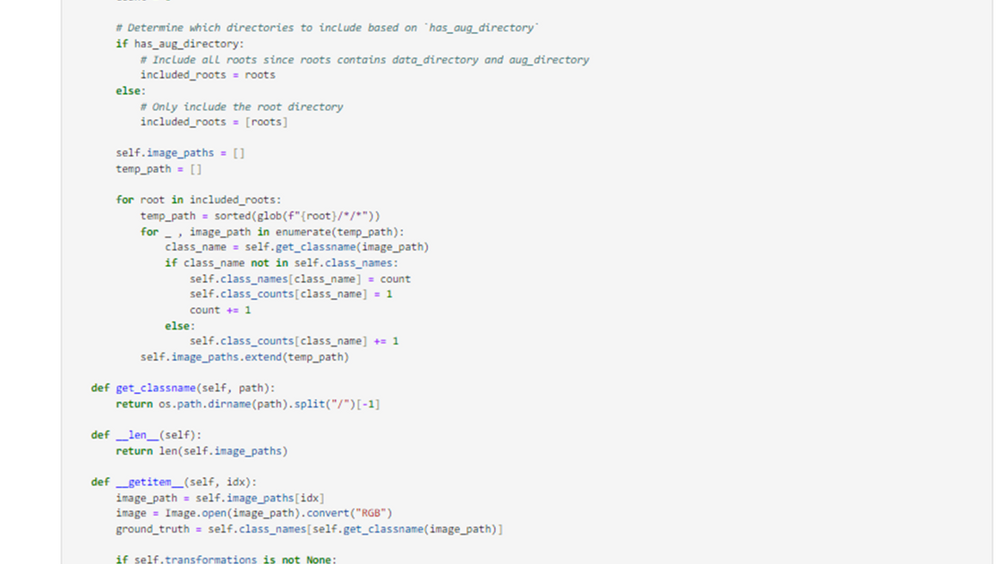 # Determine which directories to include based on `has_aug_directory`
if has_aug_directory:
# Include all roots since roots contains data_directory and aug_directory
included_roots = roots
else:
# Only include the root directory
included_roots = [roots]
self.image_paths = []
temp_path = []
for root in included_roots:
temp_path = sorted(glob(f"{root}/*/*"))
for _ , image_path in enumerate(temp_path):
class_name = self.get_classname(image_path)
if class_name not in self.class_names:
self.class_names[class_name] = count
self.class_counts[class_name] = 1
count += 1
else:
self.class_counts[class_name] += 1
self.image_paths.extend(temp_path)
def get_classname(self, path):
return os.path.dirname(path).split("/")[-1]
def __len__(self):
return len(self.image_paths)
def __getitem__(self, idx):
image_path = self.image_paths[idx]
image = Image.open(image_path).convert("RGB")
ground_truth = self.class_names[self.get_classname(image_path)]
if self.transformations is not None: